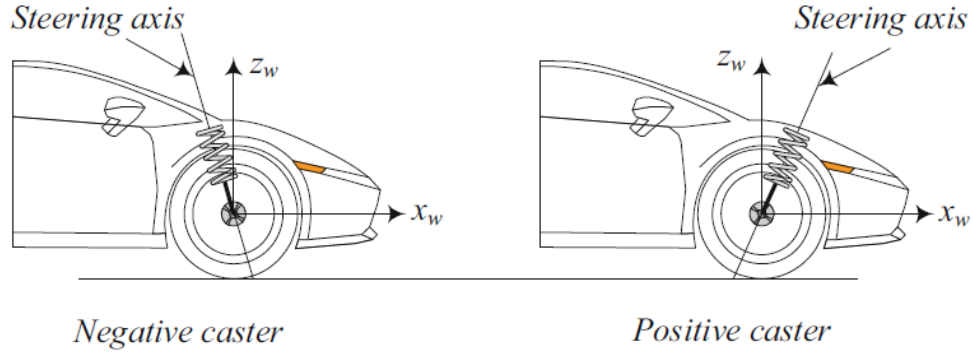 Steering axis
Steering axis
z_w
z_w
x_w
x_w
Negative caster
Positive caster